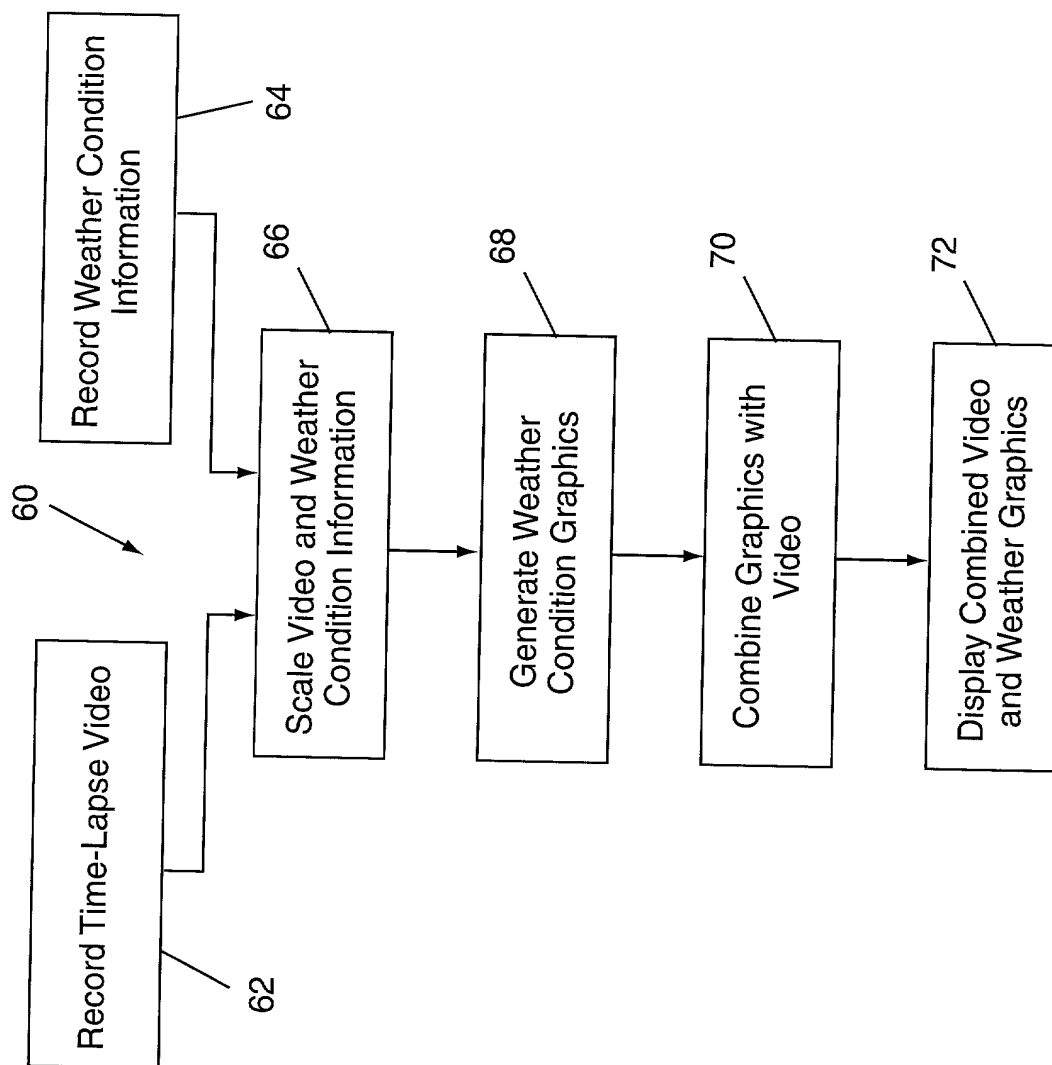 60
Record Time-Lapse Video
62
Record Weather Condition
Information
64
Scale Video and Weather
Condition Information
66
Generate Weather
Condition Graphics
68
Combine Graphics with
Video
70
Display Combined Video
and Weather Graphics
72